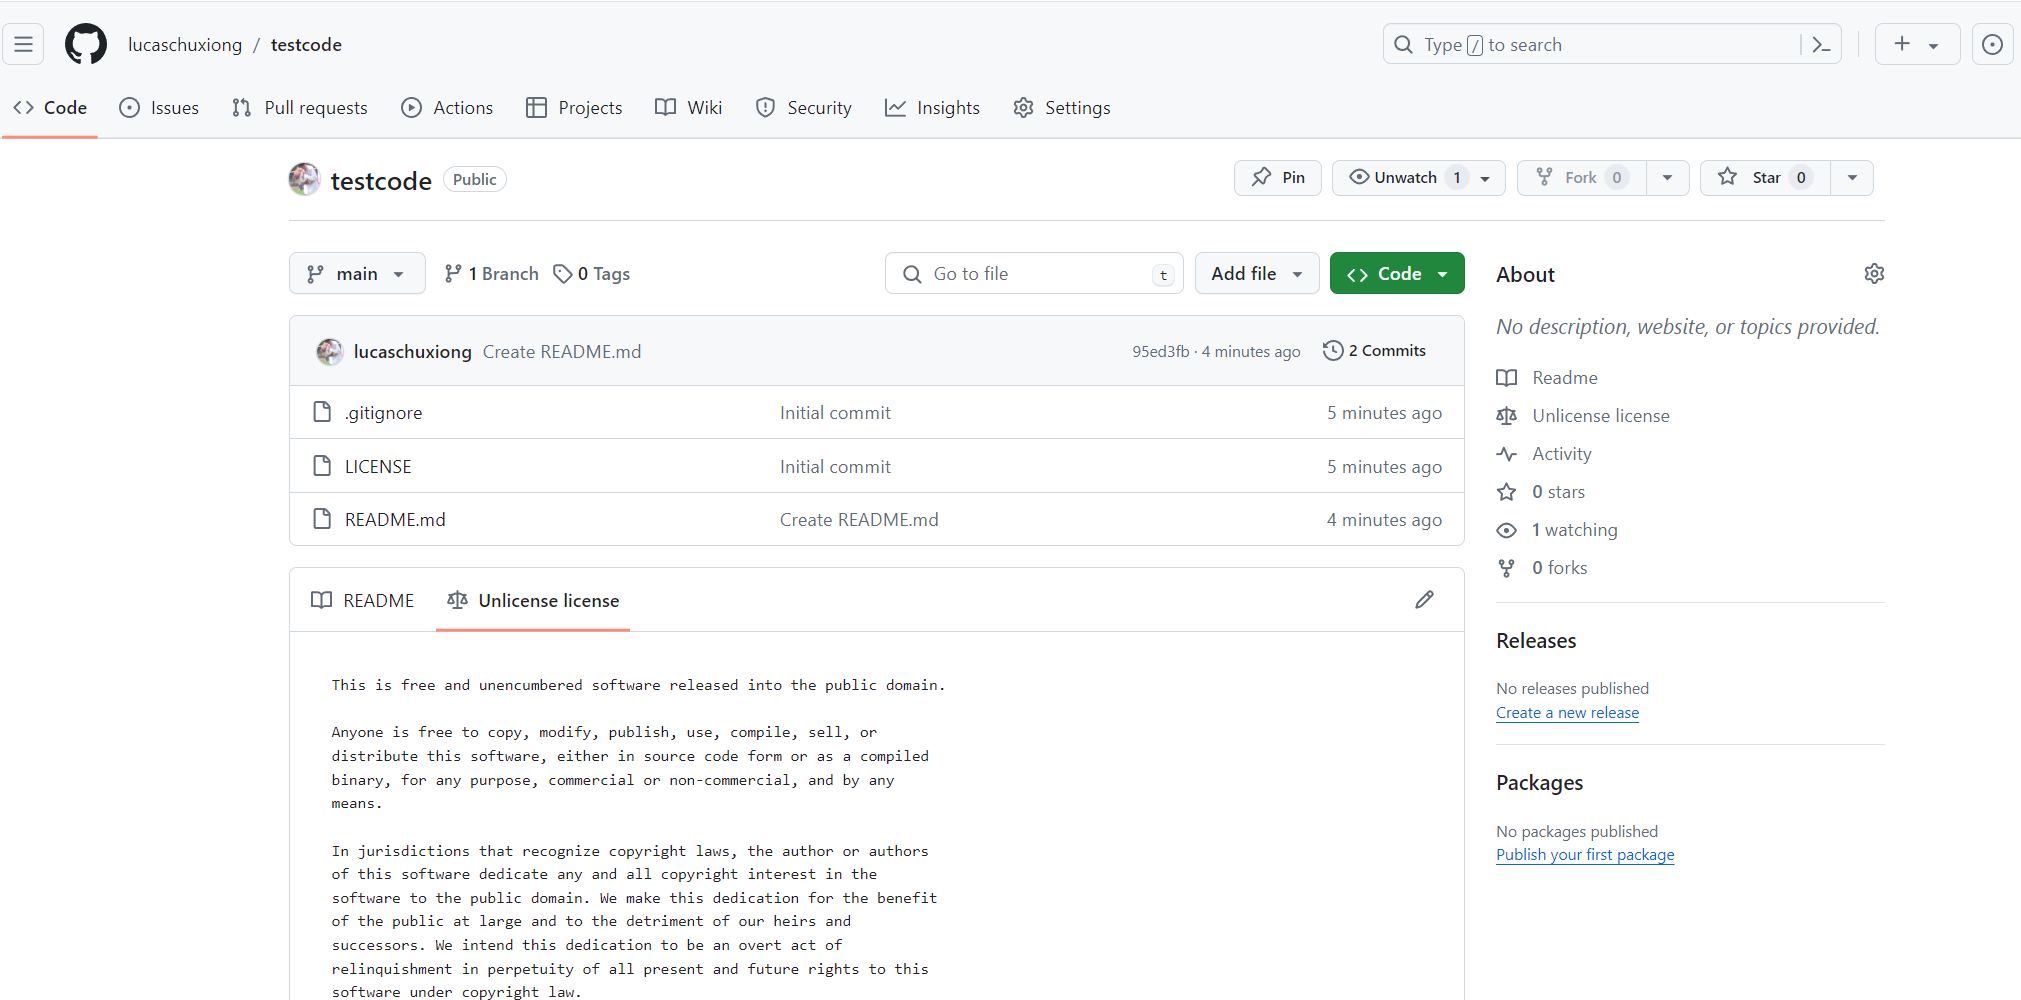 lucaschuxiong / testcode
Type / to search
Code Issues Pull requests Actions Projects Wiki Security Insights Settings
testcode Public
Pin Unwatch 1 Fork 0 Star 0
main 1 Branch 0 Tags
Go to file t Add file Code
lucaschuxiong Create README.md 95ed3fb · 4 minutes ago 2 Commits
.gitignore Initial commit 5 minutes ago
LICENSE Initial commit 5 minutes ago
README.md Create README.md 4 minutes ago
README Unlicense license
This is free and unencumbered software released into the public domain.
Anyone is free to copy, modify, publish, use, compile, sell, or
distribute this software, either in source code form or as a compiled
binary, for any purpose, commercial or non-commercial, and by any
means.
In jurisdictions that recognize copyright laws, the author or authors
of this software dedicate any and all copyright interest in the
software to the public domain. We make this dedication for the benefit
of the public at large and to the detriment of our heirs and
successors. We intend this dedication to be an overt act of
relinquishment in perpetuity of all present and future rights to this
software under copyright law.
About
No description, website, or topics provided.
Readme
Unlicense license
Activity
0 stars
1 watching
0 forks
Releases
No releases published
Create a new release
Packages
No packages published
Publish your first package